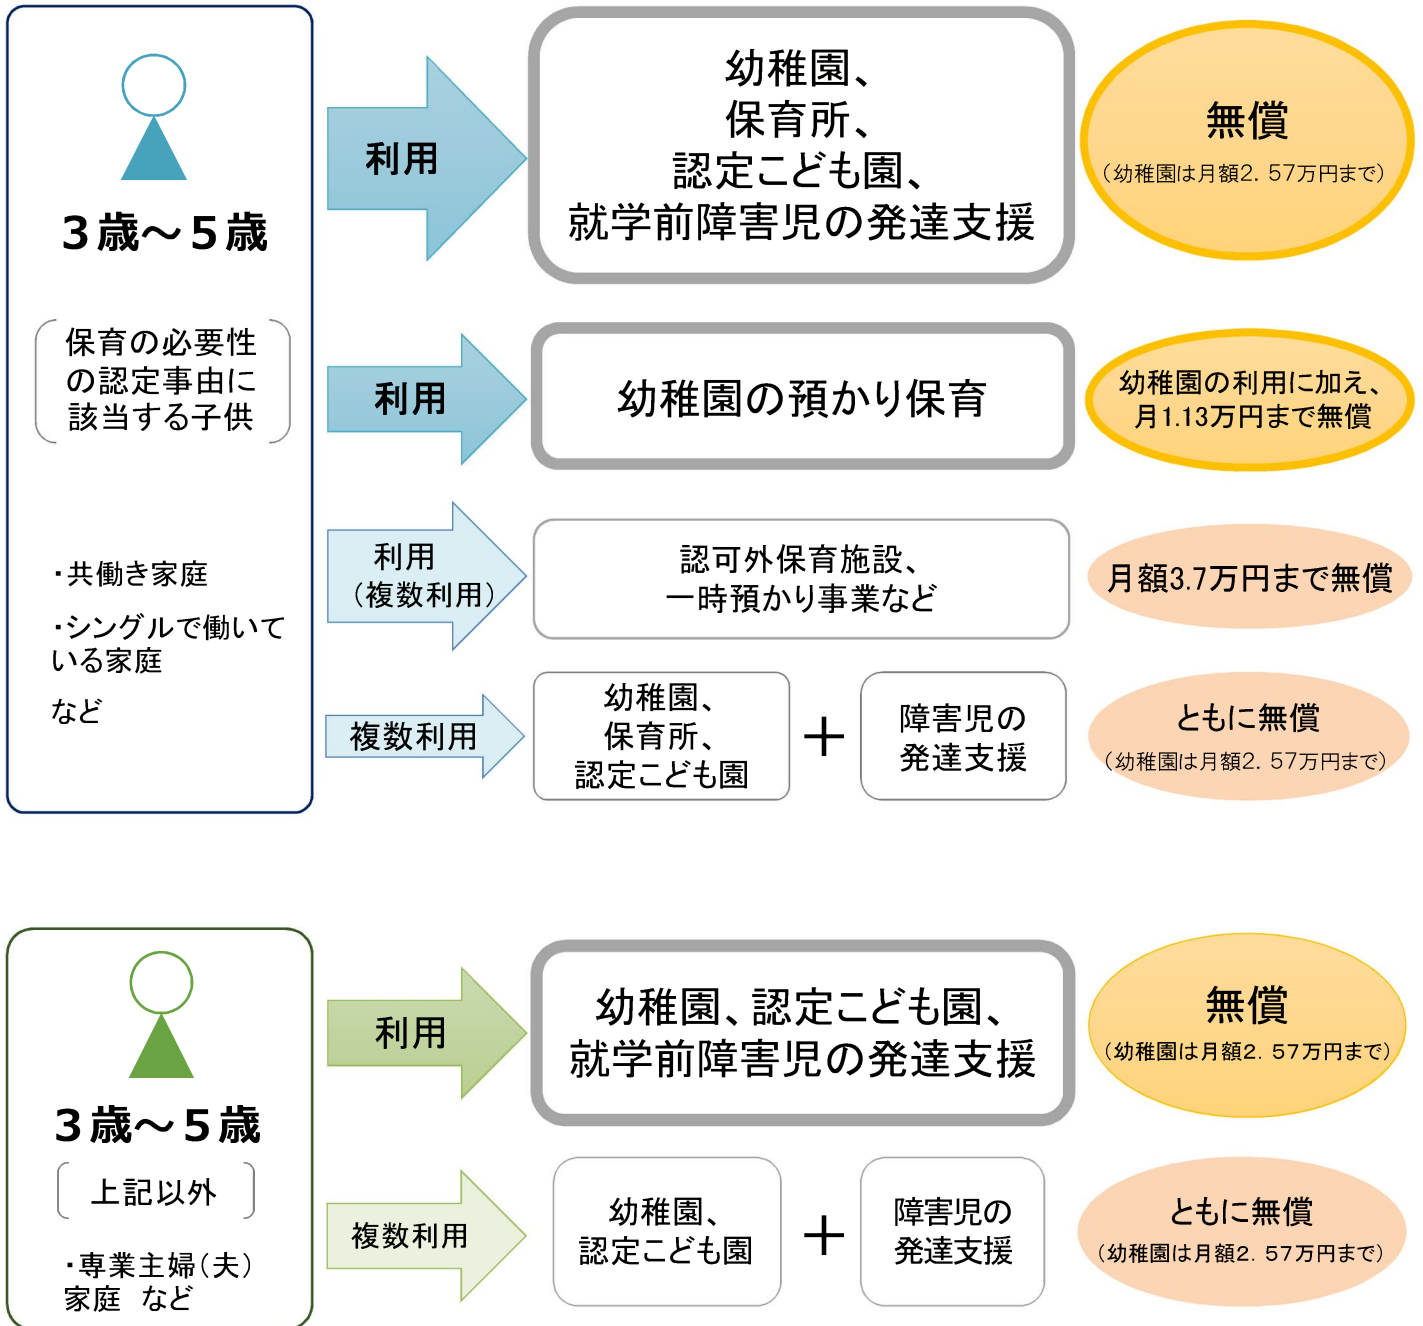 ３歳～５歳
保育の必要性
の認定事由に
該当する子供
・共働き家庭
・シングルで働いて
いる家庭
など
利用
幼稚園、
保育所、
認定こども園、
就学前障害児の発達支援
無償
（幼稚園は月額2．57万円まで）
利用
幼稚園の預かり保育
幼稚園の利用に加え、
月1.13万円まで無償
利用
（複数利用）
認可外保育施設、
一時預かり事業など
月額3.7万円まで無償
複数利用
幼稚園、
保育所、
認定こども園
＋
障害児の
発達支援
ともに無償
（幼稚園は月額2．57万円まで）
３歳～５歳
上記以外
・専業主婦（夫）
家庭　など
利用
幼稚園、認定こども園、
就学前障害児の発達支援
無償
（幼稚園は月額2．57万円まで）
複数利用
幼稚園、
認定こども園
＋
障害児の
発達支援
ともに無償
（幼稚園は月額2．57万円まで）